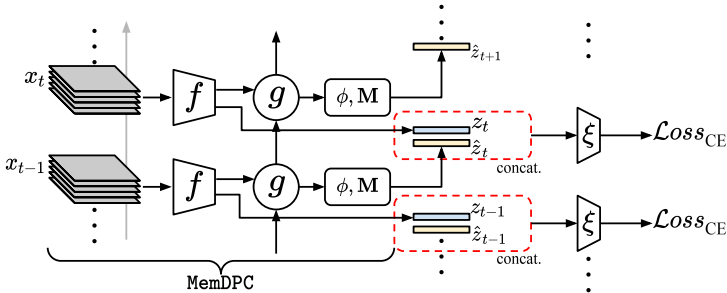 ẑ_{t+1}
x_t
f
g
ϕ, M
z_t
ẑ_t
ξ
ℒoss_CE
concat.
x_{t−1}
f
g
ϕ, M
z_{t−1}
ẑ_{t−1}
ξ
ℒoss_CE
concat.
MemDPC